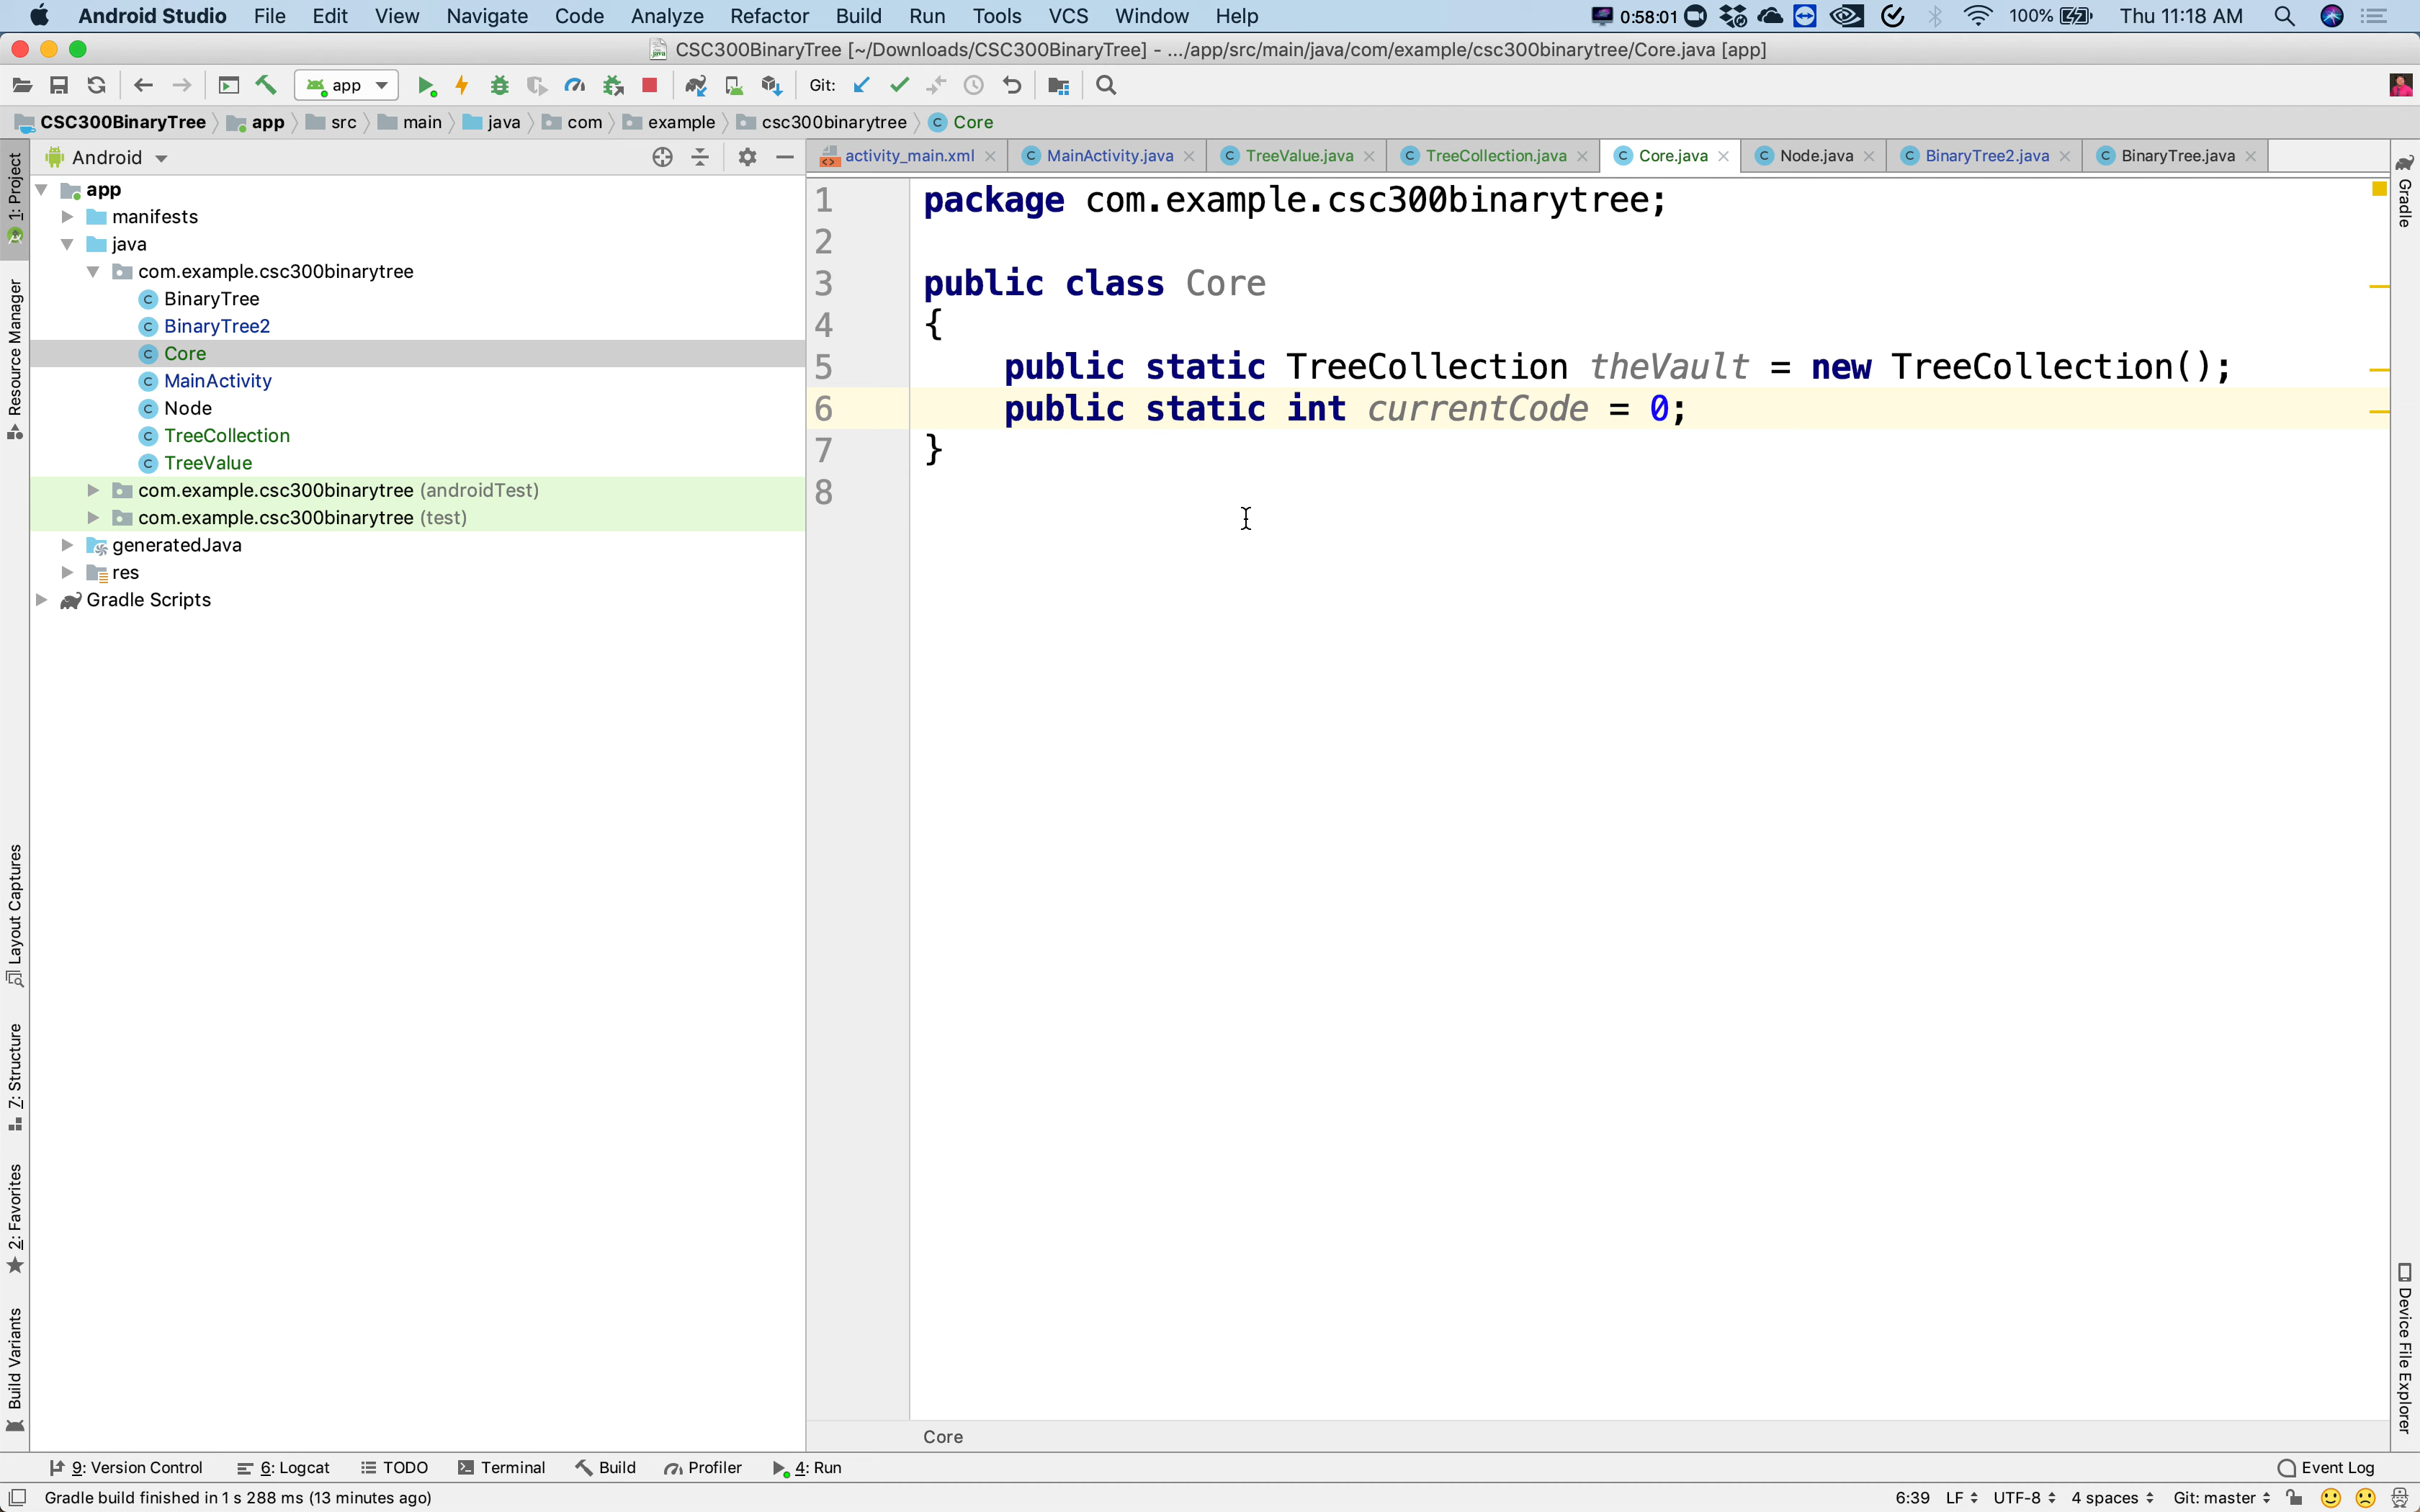 Android Studio File Edit View Navigate Code Analyze Refactor Build Run Tools VCS Window Help 0:58:01 100% Thu 11:18 AM
CSC300BinaryTree [~/Downloads/CSC300BinaryTree] - .../app/src/main/java/com/example/csc300binarytree/Core.java [app]
app Git:
CSC300BinaryTree app src main java com example csc300binarytree Core
Android
activity_main.xml MainActivity.java TreeValue.java TreeCollection.java Core.java Node.java BinaryTree2.java BinaryTree.java
app
manifests
java
com.example.csc300binarytree
BinaryTree
BinaryTree2
Core
MainActivity
Node
TreeCollection
TreeValue
com.example.csc300binarytree (androidTest)
com.example.csc300binarytree (test)
generatedJava
res
Gradle Scripts
1 package com.example.csc300binarytree;
2
3 public class Core
4 {
5 public static TreeCollection theVault = new TreeCollection();
6 public static int currentCode = 0;
7 }
8
Core
1: Project
Resource Manager
Layout Captures
7: Structure
2: Favorites
Build Variants
Gradle
Device File Explorer
9: Version Control 6: Logcat TODO Terminal Build Profiler 4: Run Event Log
Gradle build finished in 1 s 288 ms (13 minutes ago) 6:39 LF UTF-8 4 spaces Git: master